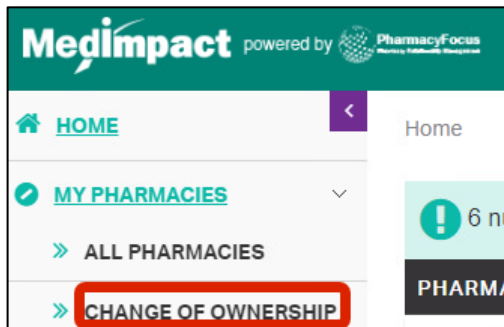 Medimpact powered by PharmacyFocus
HOME
Home
MY PHARMACIES
6
ALL PHARMACIES
PHARMA
CHANGE OF OWNERSHIP